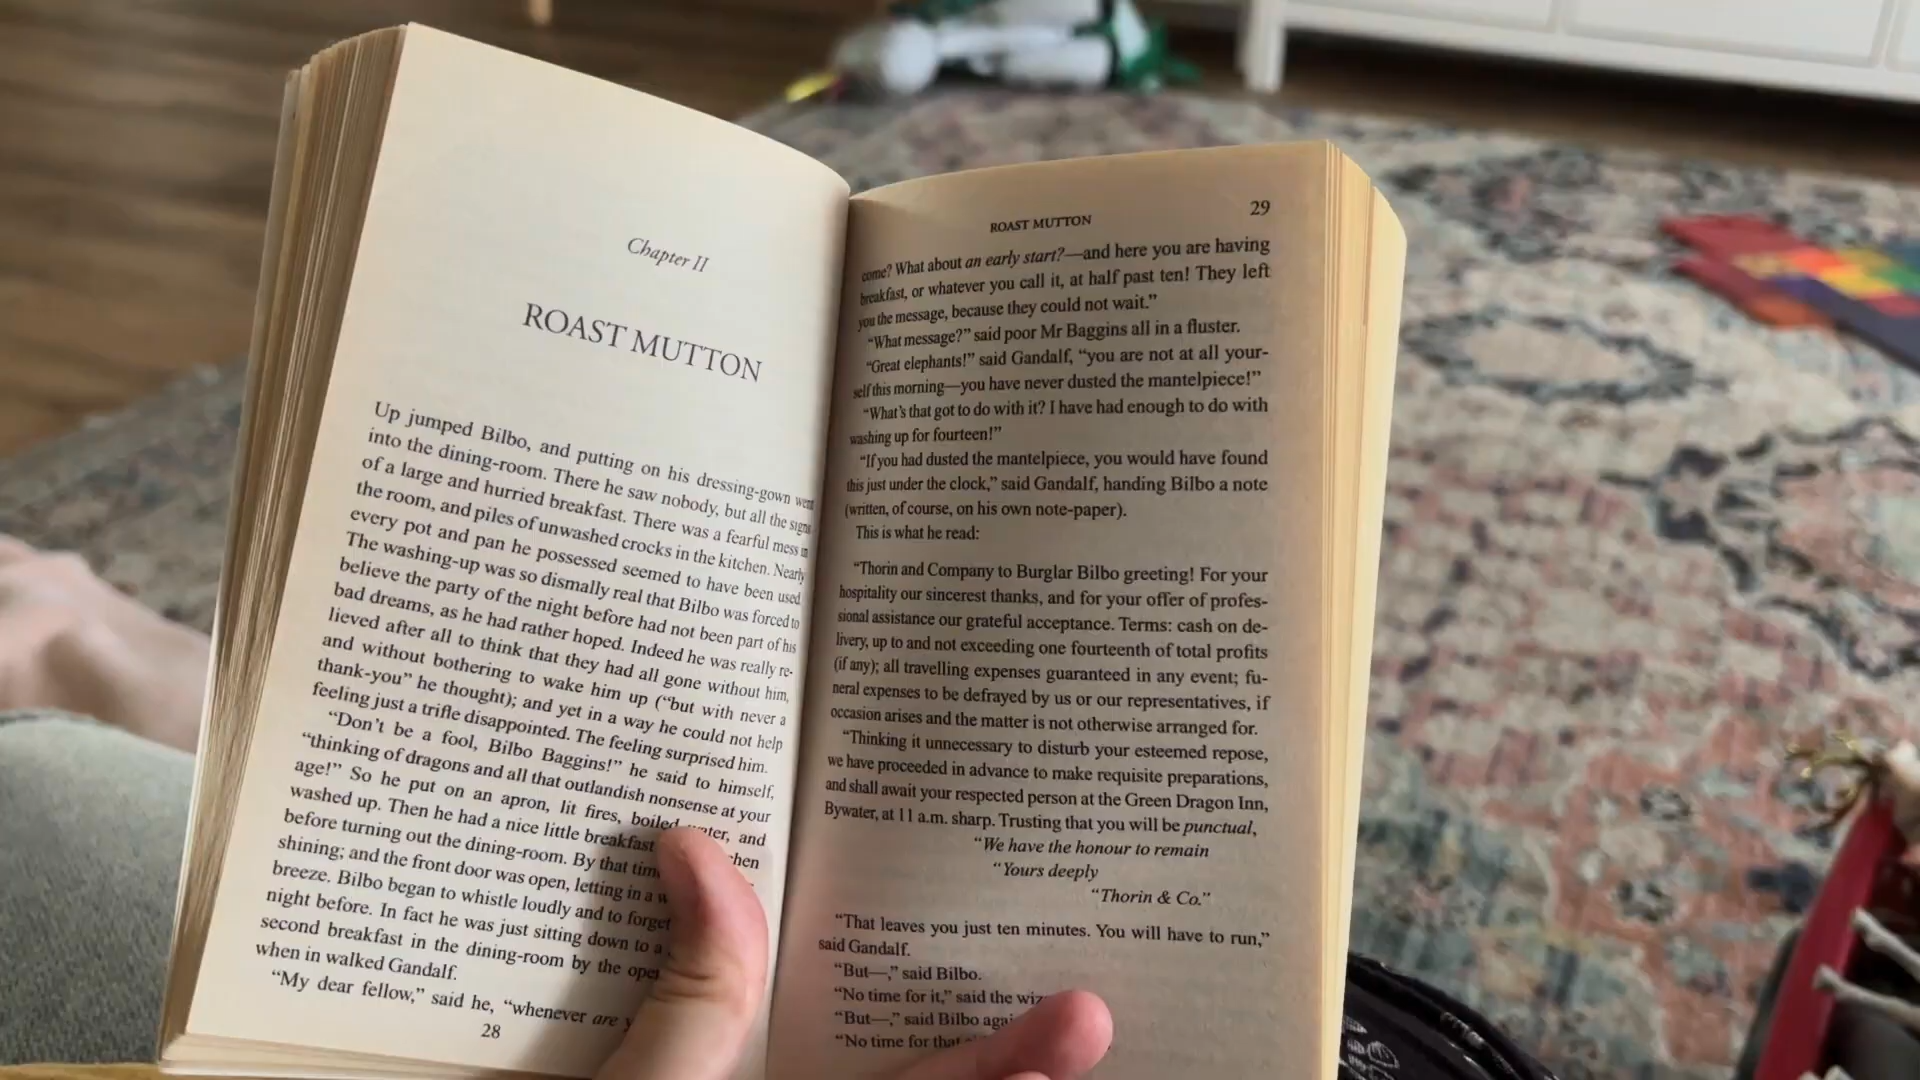 Chapter II
ROAST MUTTON
Up jumped Bilbo, and putting on his dressing-gown went
into the dining-room. There he saw nobody, but all the signs
of a large and hurried breakfast. There was a fearful mess in
the room, and piles of unwashed crocks in the kitchen. Nearly
every pot and pan he possessed seemed to have been used.
The washing-up was so dismally real that Bilbo was forced to
believe the party of the night before had not been part of his
bad dreams, as he had rather hoped. Indeed he was really re-
lieved after all to think that they had all gone without him,
and without bothering to wake him up (“but with never a
thank-you” he thought); and yet in a way he could not help
feeling just a trifle disappointed. The feeling surprised him.
“Don’t be a fool, Bilbo Baggins!” he said to himself,
“thinking of dragons and all that outlandish nonsense at your
age!” So he put on an apron, lit fires, boiled water, and
washed up. Then he had a nice little breakfast
before turning out the dining-room. By that
shining; and the front door was open, letting in a
breeze. Bilbo began to whistle loudly and to forget
night before. In fact he was just sitting down to a
second breakfast in the dining-room by the
when in walked Gandalf.
“My dear fellow,” said he, “whenever are
28
ROAST MUTTON 29
come? What about an early start?—and here you are having
breakfast, or whatever you call it, at half past ten! They left
you the message, because they could not wait.”
“What message?” said poor Mr Baggins all in a fluster.
“Great elephants!” said Gandalf, “you are not at all your-
self this morning—you have never dusted the mantelpiece!”
“What’s that got to do with it? I have had enough to do with
washing up for fourteen!”
“If you had dusted the mantelpiece, you would have found
this just under the clock,” said Gandalf, handing Bilbo a note
(written, of course, on his own note-paper).
This is what he read:
“Thorin and Company to Burglar Bilbo greeting! For your
hospitality our sincerest thanks, and for your offer of profes-
sional assistance our grateful acceptance. Terms: cash on de-
livery, up to and not exceeding one fourteenth of total profits
(if any); all travelling expenses guaranteed in any event; fu-
neral expenses to be defrayed by us or our representatives, if
occasion arises and the matter is not otherwise arranged for.
“Thinking it unnecessary to disturb your esteemed repose,
we have proceeded in advance to make requisite preparations,
and shall await your respected person at the Green Dragon Inn,
Bywater, at 11 a.m. sharp. Trusting that you will be punctual,
“We have the honour to remain
“Yours deeply
“Thorin & Co.”
“That leaves you just ten minutes. You will have to run,”
said Gandalf.
“But—,” said Bilbo.
“No time for it,” said the
“But—,” said Bilbo
“No time for that